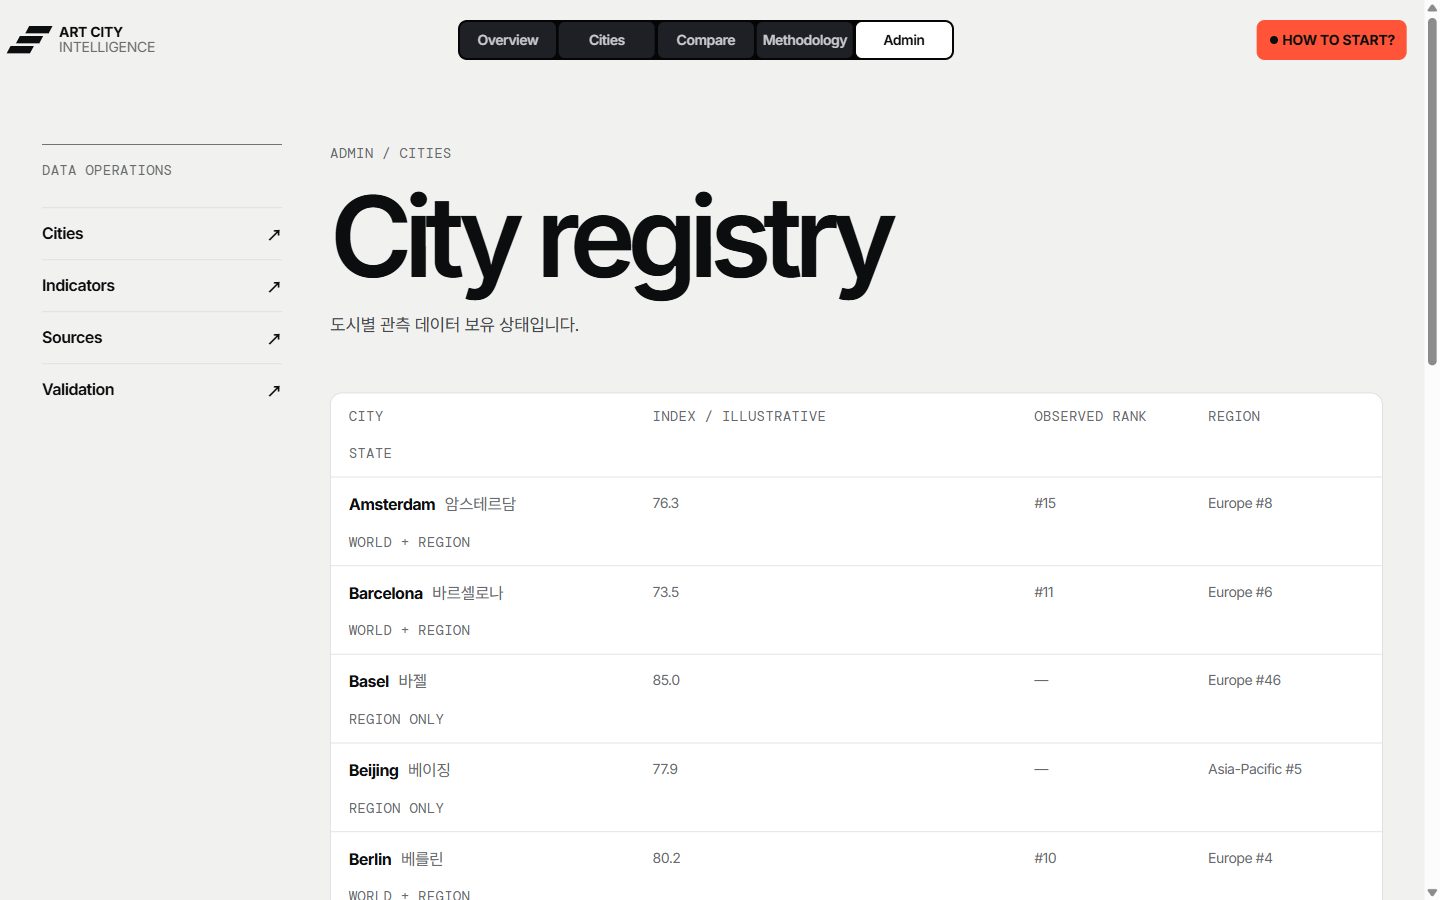 ART CITY
INTELLIGENCE
Overview
Cities
Compare
Methodology
Admin
HOW TO START?
DATA OPERATIONS
Cities ↗
Indicators ↗
Sources ↗
Validation ↗
ADMIN / CITIES
City registry
도시별 관측 데이터 보유 상태입니다.
CITY INDEX / ILLUSTRATIVE OBSERVED RANK REGION
STATE
Amsterdam 암스테르담 76.3 #15 Europe #8
WORLD + REGION
Barcelona 바르셀로나 73.5 #11 Europe #6
WORLD + REGION
Basel 바젤 85.0 — Europe #46
REGION ONLY
Beijing 베이징 77.9 — Asia-Pacific #5
REGION ONLY
Berlin 베를린 80.2 #10 Europe #4
WORLD + REGION